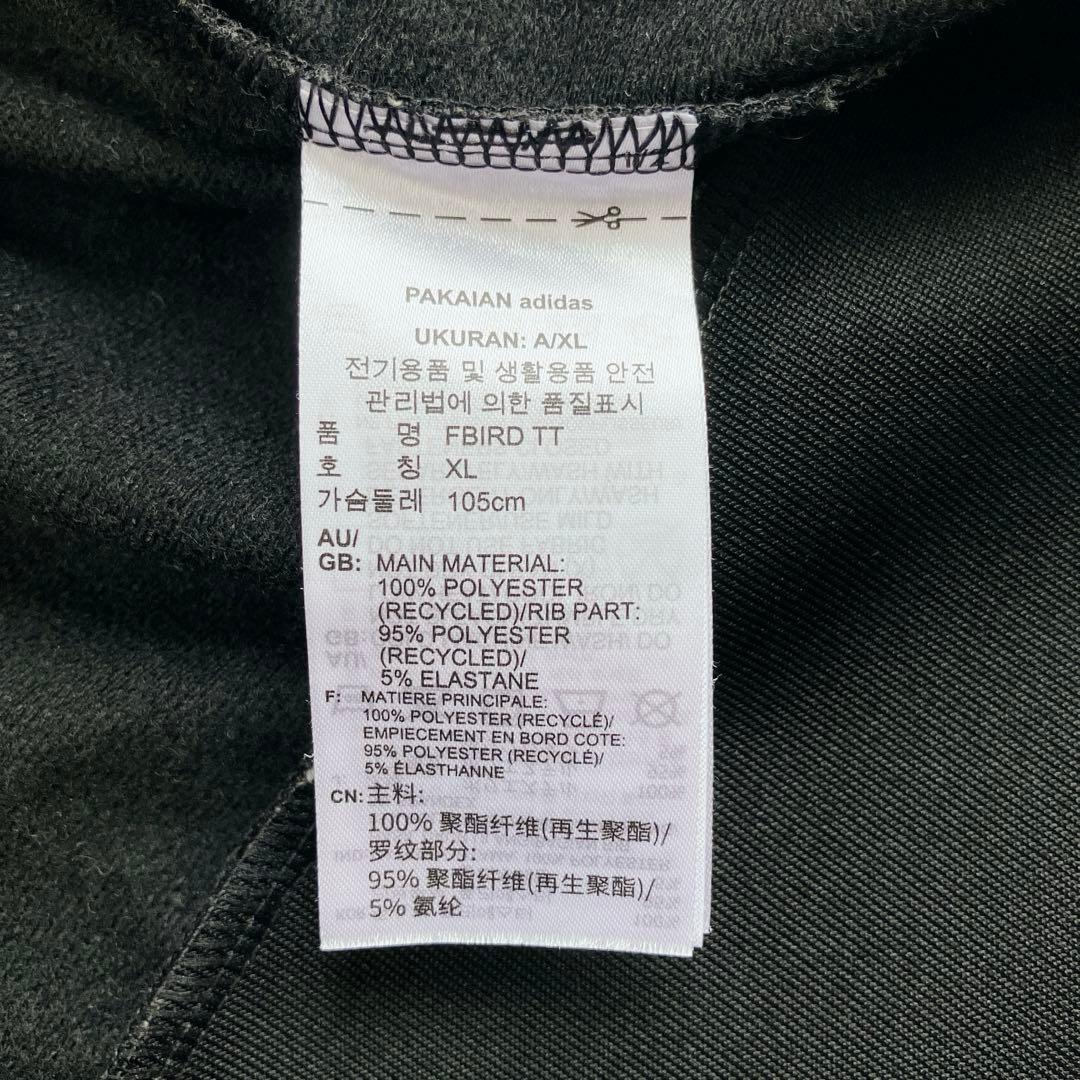 PAKAIAN adidas
UKURAN: A/XL
전기용품 및 생활용품 안전
관리법에 의한 품질표시
품 명 FBIRD TT
호 칭 XL
가슴둘레 105cm
AU/
GB: MAIN MATERIAL:
100% POLYESTER
(RECYCLED)/RIB PART:
95% POLYESTER
(RECYCLED)/
5% ELASTANE
F: MATIERE PRINCIPALE:
100% POLYESTER (RECYCLÉ)/
EMPIECEMENT EN BORD COTE:
95% POLYESTER (RECYCLÉ)/
5% ÉLASTHANNE
CN: 主料:
100% 聚酯纤维(再生聚酯)/
罗纹部分:
95% 聚酯纤维(再生聚酯)/
5% 氨纶